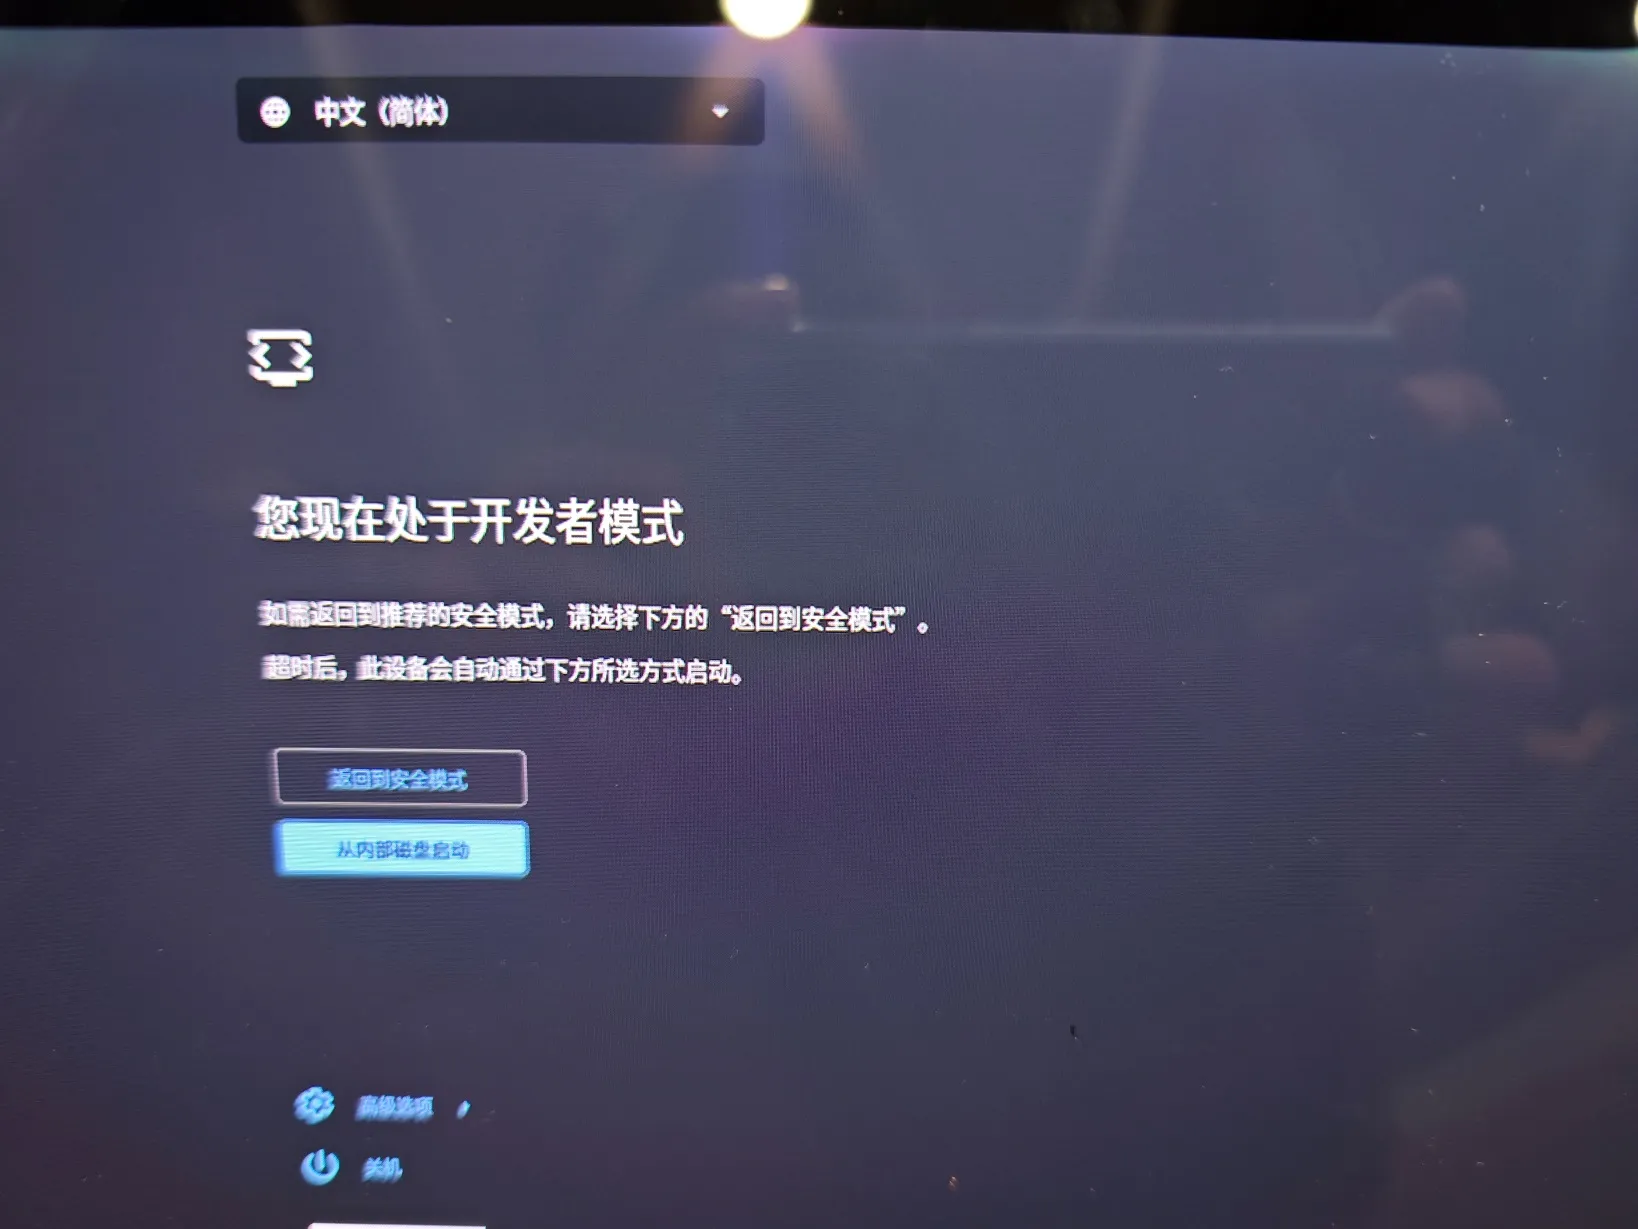 中文（简体）
您现在处于开发者模式
如需返回到推荐的安全模式，请选择下方的“返回到安全模式”。
超时后，此设备会自动通过下方所选方式启动。
返回到安全模式
从内部磁盘启动
高级选项
关机